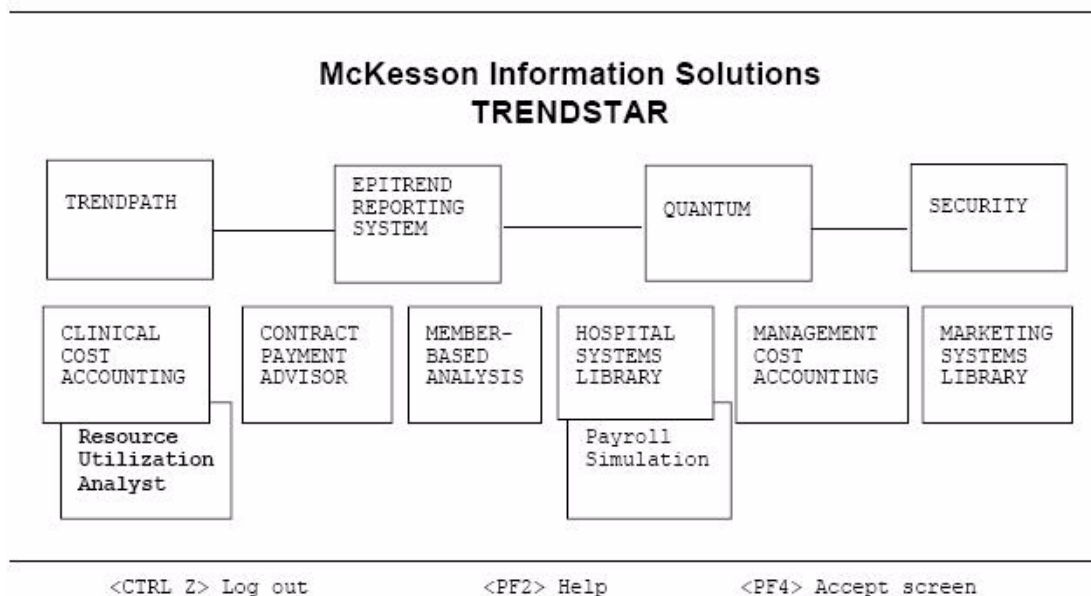 McKesson Information Solutions
TRENDSTAR
TRENDPATH
EPITREND
REPORTING
SYSTEM
QUANTUM
SECURITY
CLINICAL
COST
ACCOUNTING
CONTRACT
PAYMENT
ADVISOR
MEMBER-
BASED
ANALYSIS
HOSPITAL
SYSTEMS
LIBRARY
MANAGEMENT
COST
ACCOUNTING
MARKETING
SYSTEMS
LIBRARY
Resource
Utilization
Analyst
Payroll
Simulation
<CTRL Z> Log out <PF2> Help <PF4> Accept screen